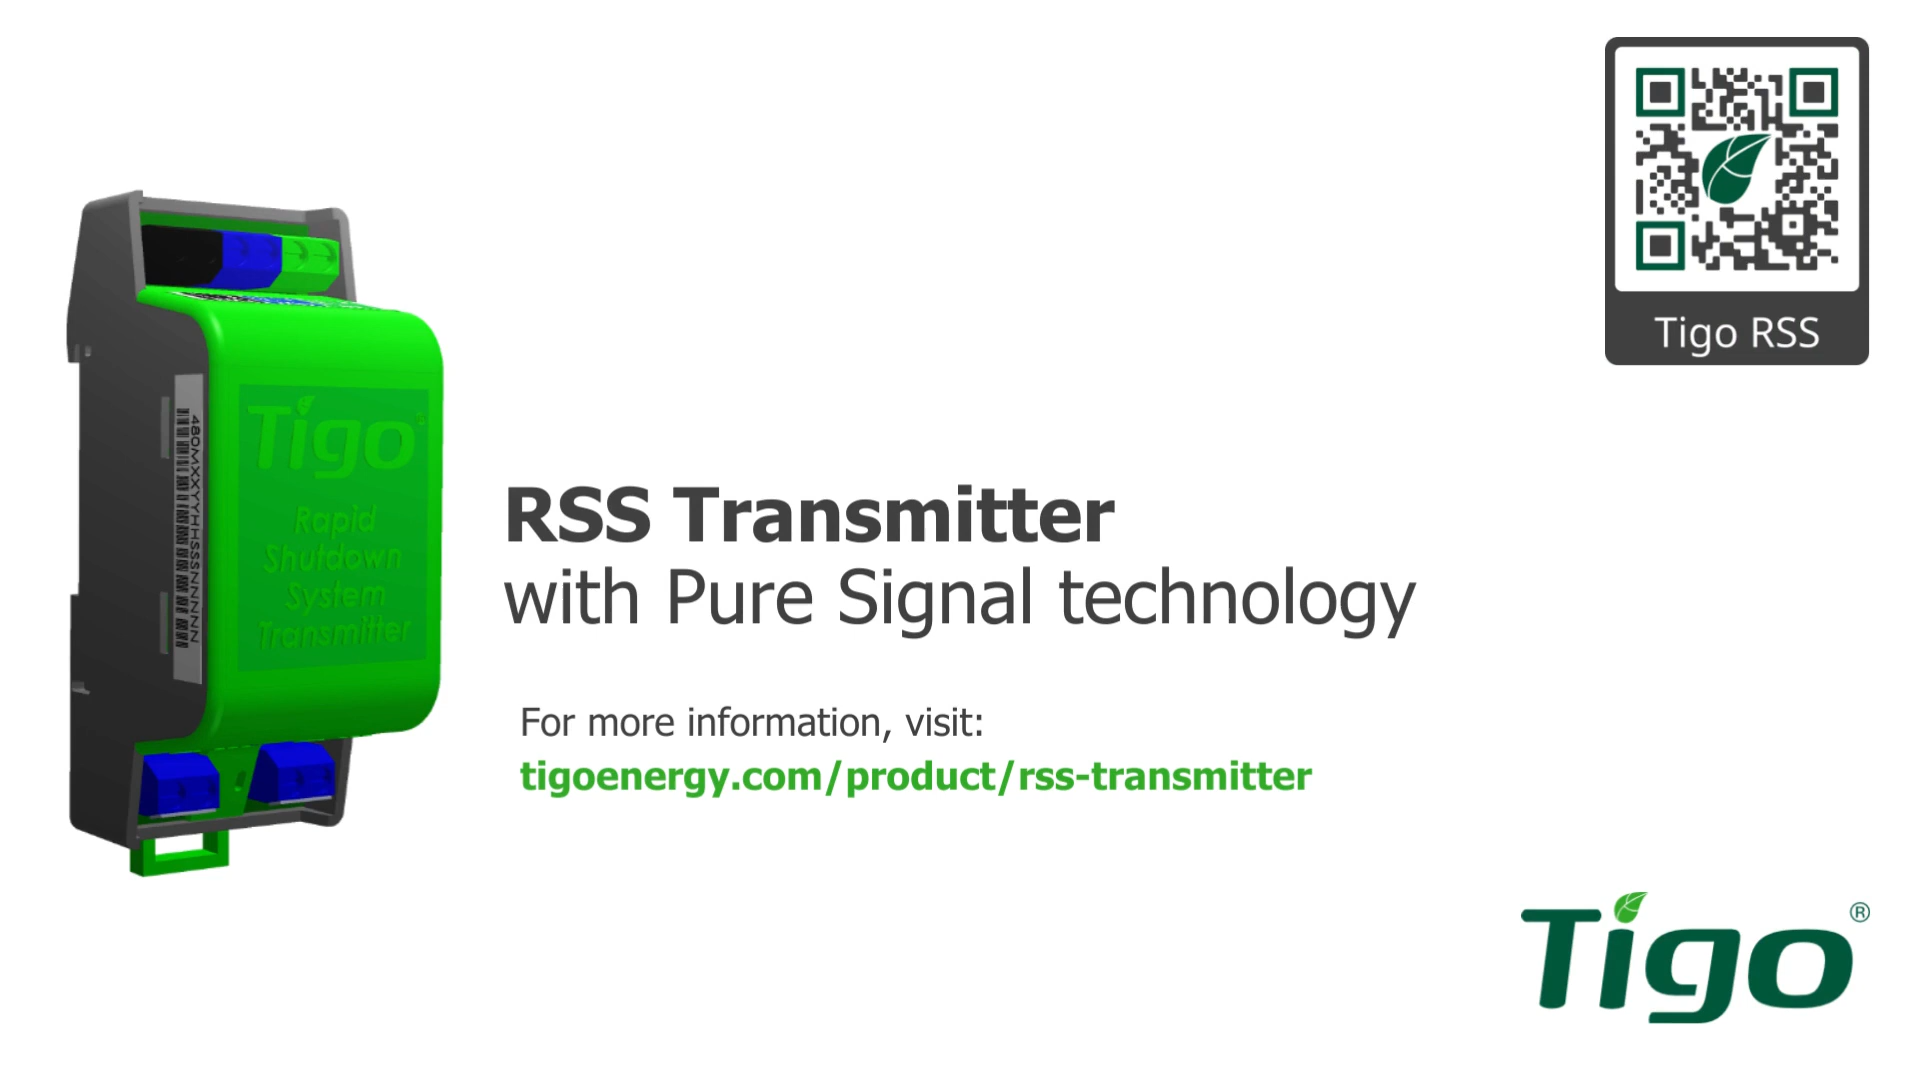 Tigo RSS
Tigo®
Rapid
Shutdown
System
Transmitter
480MXXYYHHSSSNNNNNN
RSS Transmitter
with Pure Signal technology
For more information, visit:
tigoenergy.com/product/rss-transmitter
Tigo®